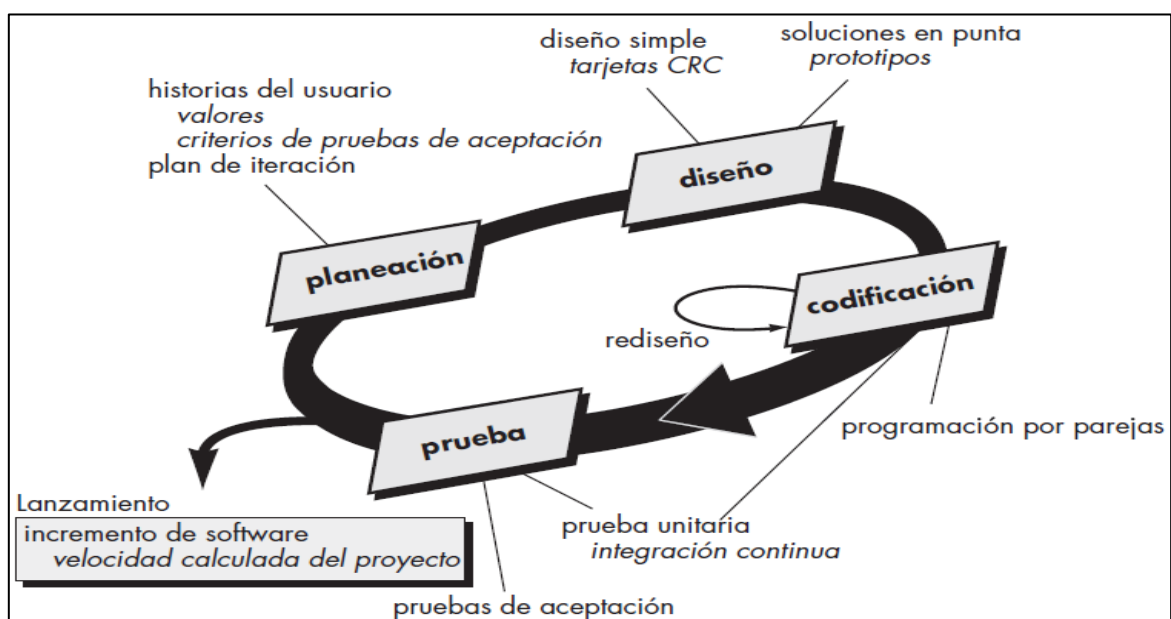 diseño simple
tarjetas CRC
soluciones en punta
prototipos
historias del usuario
valores
criterios de pruebas de aceptación
plan de iteración
diseño
planeación
codificación
rediseño
prueba
programación por parejas
Lanzamiento
incremento de software
velocidad calculada del proyecto
prueba unitaria
integración continua
pruebas de aceptación